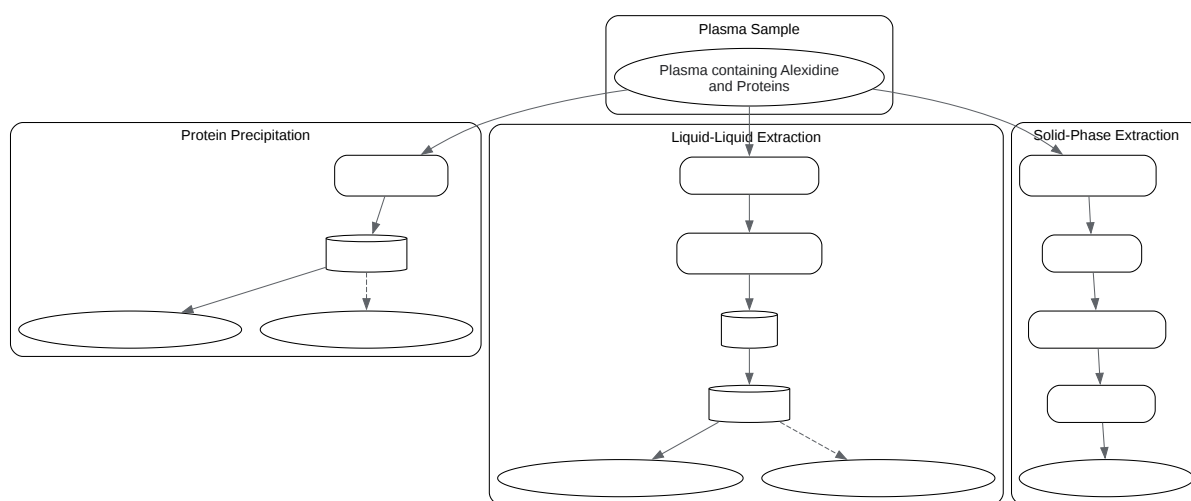 Plasma Sample
Plasma containing Alexidine
and Proteins
Protein Precipitation
Liquid-Liquid Extraction
Solid-Phase Extraction